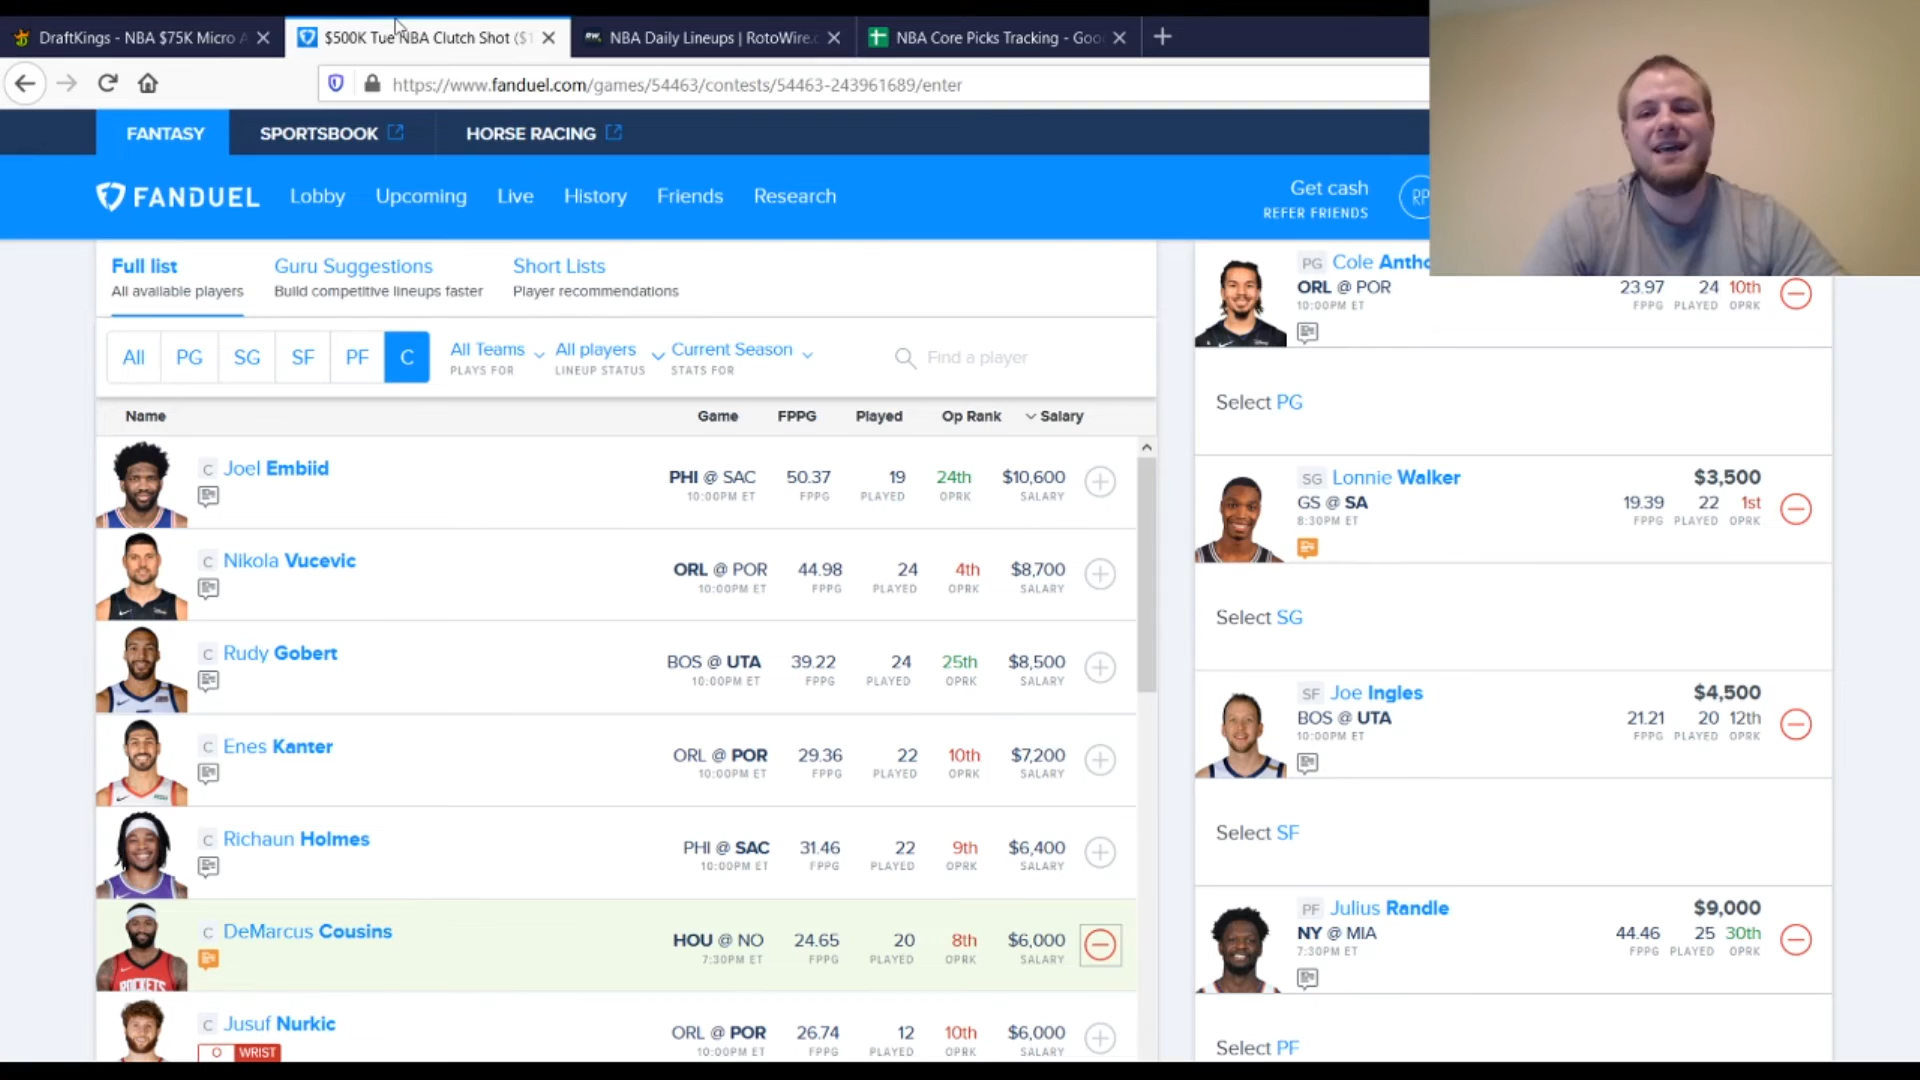 DraftKings - NBA $75K Micro A
$500K Tue NBA Clutch Shot ($1
NBA Daily Lineups | RotoWire.c
NBA Core Picks Tracking - Goo
https://www.fanduel.com/games/54463/contests/54463-243961689/enter
FANTASY
SPORTSBOOK
HORSE RACING
FANDUEL
Lobby
Upcoming
Live
History
Friends
Research
Get cash
REFER FRIENDS
RP
Full list
All available players
Guru Suggestions
Build competitive lineups faster
Short Lists
Player recommendations
All
PG
SG
SF
PF
C
All Teams
PLAYS FOR
All players
LINEUP STATUS
Current Season
STATS FOR
Find a player
Name Game FPPG Played Op Rank Salary
C Joel Embiid PHI @ SAC 50.37 19 24th $10,600
10:00PM ET FPPG PLAYED OPRK SALARY
C Nikola Vucevic ORL @ POR 44.98 24 4th $8,700
10:00PM ET FPPG PLAYED OPRK SALARY
C Rudy Gobert BOS @ UTA 39.22 24 25th $8,500
10:00PM ET FPPG PLAYED OPRK SALARY
C Enes Kanter ORL @ POR 29.36 22 10th $7,200
10:00PM ET FPPG PLAYED OPRK SALARY
C Richaun Holmes PHI @ SAC 31.46 22 9th $6,400
10:00PM ET FPPG PLAYED OPRK SALARY
C DeMarcus Cousins HOU @ NO 24.65 20 8th $6,000
7:30PM ET FPPG PLAYED OPRK SALARY
ROCKETS
C Jusuf Nurkic ORL @ POR 26.74 12 10th $6,000
O WRIST 10:00PM ET FPPG PLAYED OPRK SALARY
PG Cole Antho
ORL @ POR 23.97 24 10th
10:00PM ET FPPG PLAYED OPRK
Select PG
SG Lonnie Walker $3,500
GS @ SA 19.39 22 1st
8:30PM ET FPPG PLAYED OPRK
Select SG
SF Joe Ingles $4,500
BOS @ UTA 21.21 20 12th
10:00PM ET FPPG PLAYED OPRK
Select SF
PF Julius Randle $9,000
NY @ MIA 44.46 25 30th
7:30PM ET FPPG PLAYED OPRK
Select PF